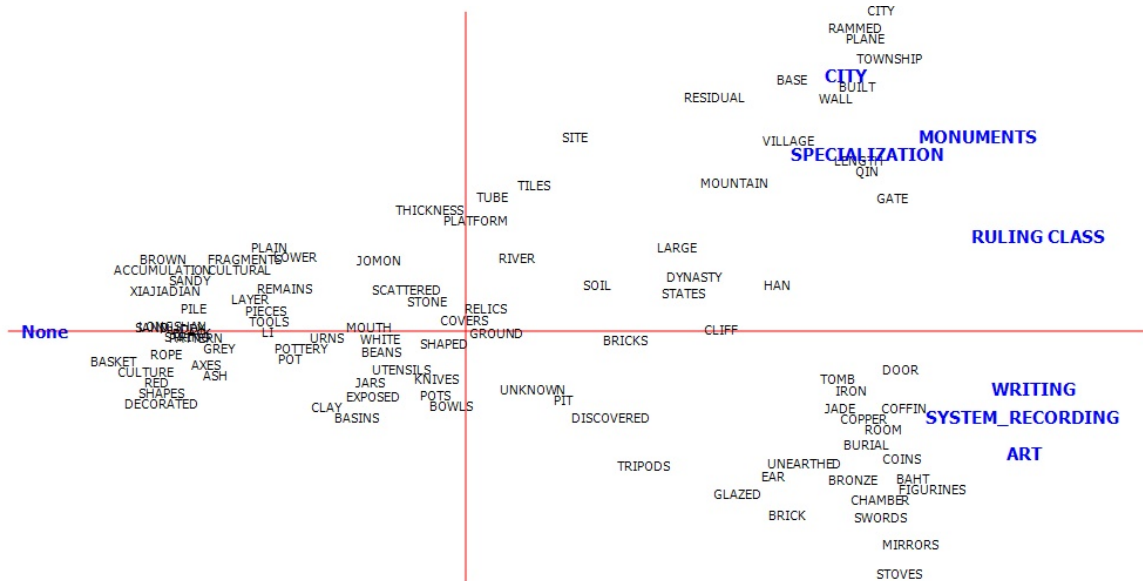 CITY
RAMMED
PLANE
TOWNSHIP
CITY
BASE
BUILT
RESIDUAL
WALL
SITE
MONUMENTS
VILLAGE
SPECIALIZATION
LENGTH
QIN
MOUNTAIN
TILES
TUBE
GATE
THICKNESS
PLATFORM
RULING CLASS
PLAIN
LARGE
BROWN
FRAGMENTS
LOWER
JOMON
RIVER
ACCUMULATION
CULTURAL
SANDY
DYNASTY
XIAJIADIAN
REMAINS
SCATTERED
SOIL
STATES
HAN
LAYER
STONE
PILE
PIECES
RELICS
TOOLS
COVERS
None
LONGSHAN
LI
MOUTH
GROUND
CLIFF
PATTERN
URNS
WHITE
SHAPED
BRICKS
ROPE
GREY
POTTERY
BEANS
BASKET
AXES
POT
CULTURE
ASH
UTENSILS
DOOR
RED
JARS
KNIVES
TOMB
SHAPES
EXPOSED
POTS
UNKNOWN
IRON
WRITING
DECORATED
CLAY
BOWLS
PIT
JADE
COFFIN
BASINS
DISCOVERED
COPPER
SYSTEM_RECORDING
ROOM
BURIAL
ART
TRIPODS
UNEARTHED
COINS
EAR
BRONZE
BAHT
GLAZED
FIGURINES
CHAMBER
BRICK
SWORDS
MIRRORS
STOVES